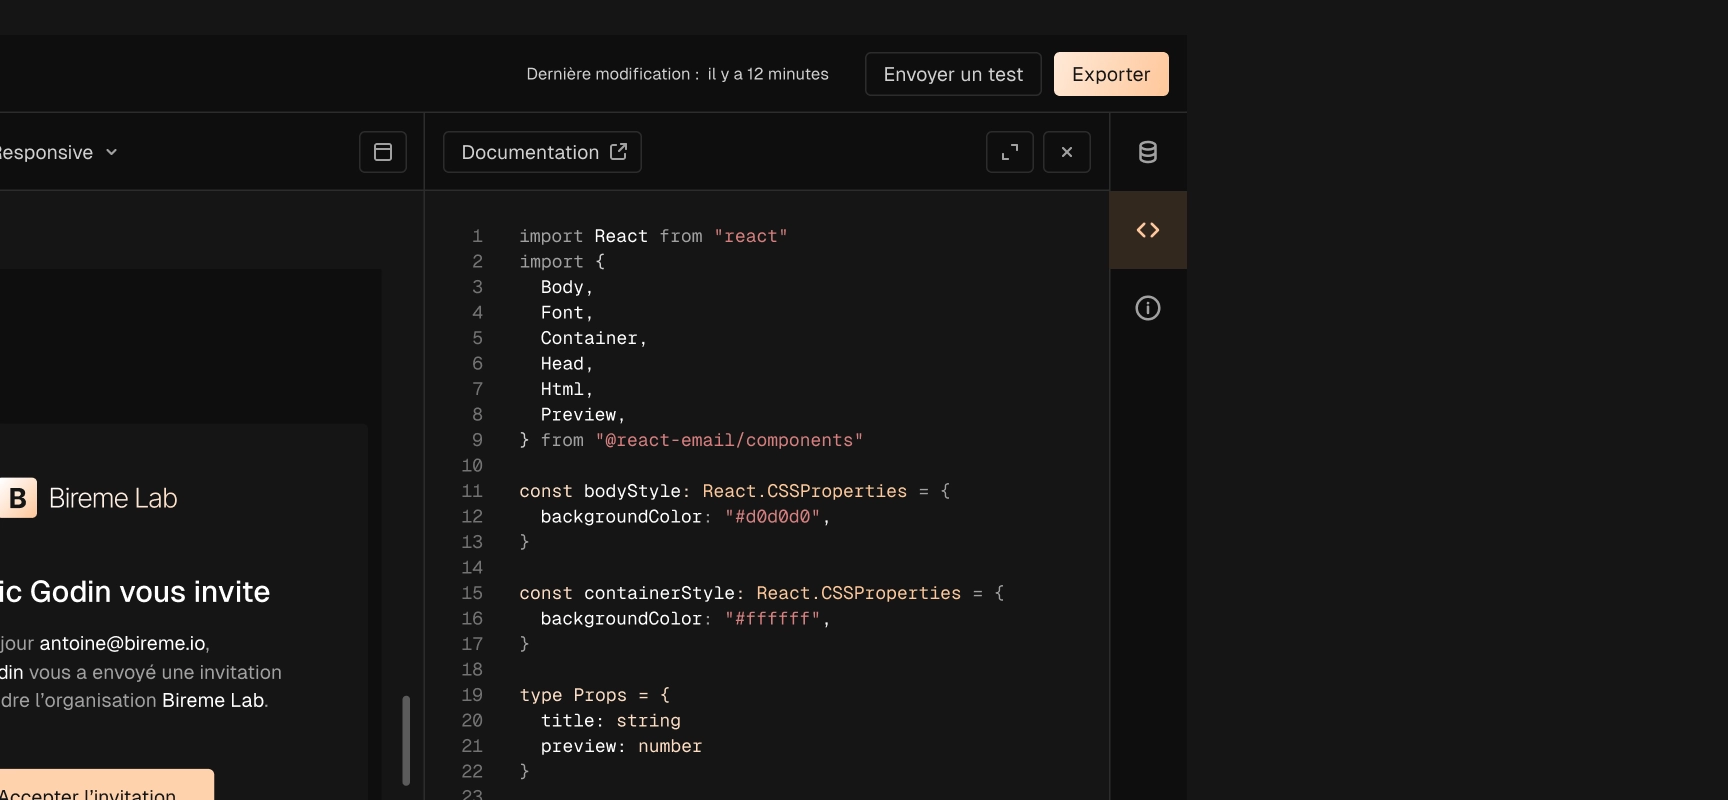 Dernière modification : il y a 12 minutes
Envoyer un test
Exporter
Responsive
Documentation
1 import React from "react"
2 import {
3 Body,
4 Font,
5 Container,
6 Head,
7 Html,
8 Preview,
9 } from "@react-email/components"
10
11 const bodyStyle: React.CSSProperties = {
12 backgroundColor: "#d0d0d0",
13 }
14
15 const containerStyle: React.CSSProperties = {
16 backgroundColor: "#ffffff",
17 }
18
19 type Props = {
20 title: string
21 preview: number
22 }
23
B Bireme Lab
ic Godin vous invite
jour antoine@bireme.io,
din vous a envoyé une invitation
dre l’organisation Bireme Lab.
Accepter l’invitation